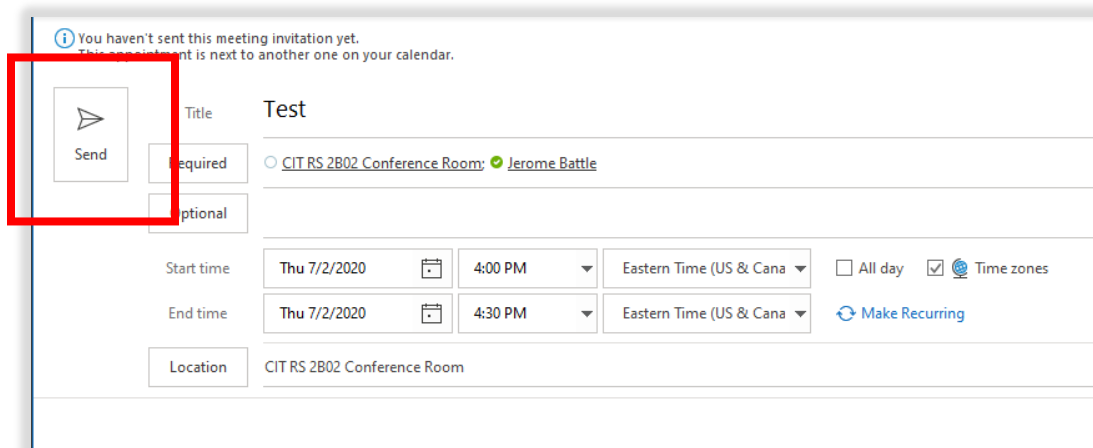 You haven't sent this meeting invitation yet.
This appointment is next to another one on your calendar.
Send
Title Test
Required CIT RS 2B02 Conference Room; Jerome Battle
Optional
Start time Thu 7/2/2020 4:00 PM Eastern Time (US & Cana All day Time zones
End time Thu 7/2/2020 4:30 PM Eastern Time (US & Cana Make Recurring
Location CIT RS 2B02 Conference Room